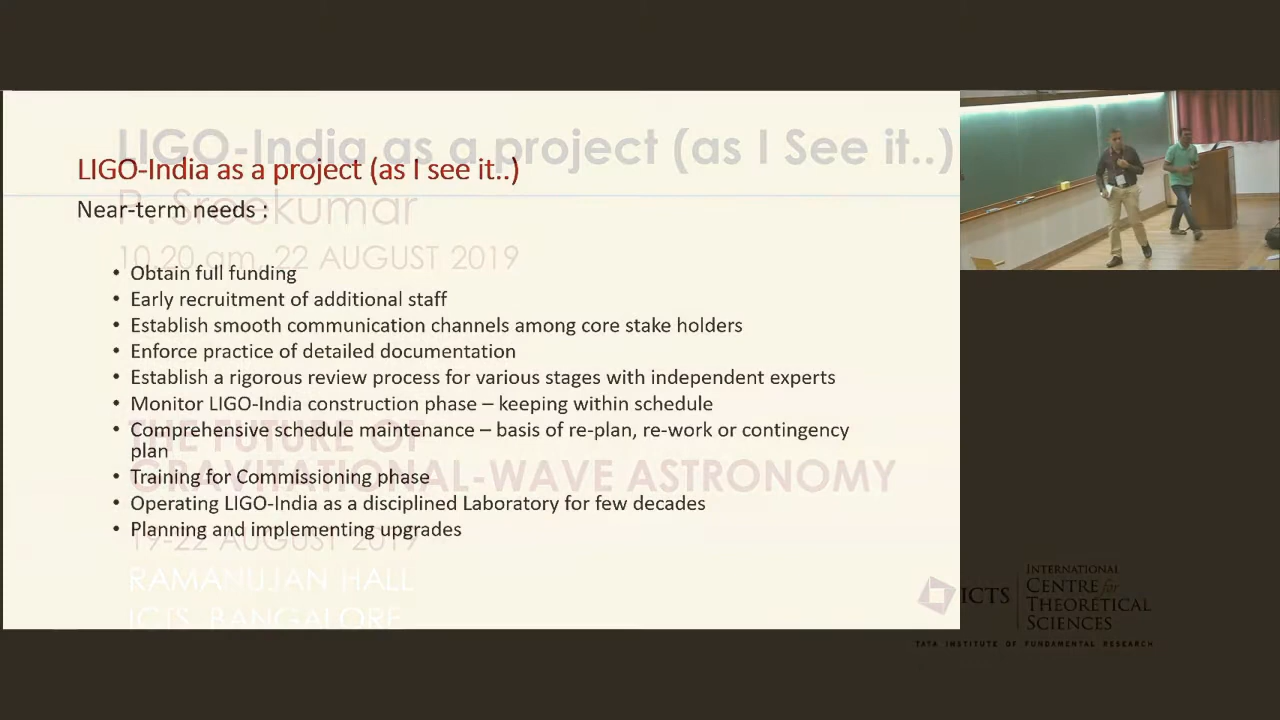 LIGO-India as a project (as I See it..)
LIGO-India as a project (as I see it..)
P. Sreekumar
Near-term needs :
10.20 am, 22 AUGUST 2019
• Obtain full funding
• Early recruitment of additional staff
• Establish smooth communication channels among core stake holders
• Enforce practice of detailed documentation
• Establish a rigorous review process for various stages with independent experts
• Monitor LIGO-India construction phase – keeping within schedule
• Comprehensive schedule maintenance – basis of re-plan, re-work or contingency
plan
THE FUTURE OF
GRAVITATIONAL-WAVE ASTRONOMY
• Training for Commissioning phase
• Operating LIGO-India as a disciplined Laboratory for few decades
• Planning and implementing upgrades
19-22 AUGUST 2019
RAMANUJAN HALL
ICTS, BANGALORE
ICTS
INTERNATIONAL
CENTRE for
THEORETICAL
SCIENCES
TATA INSTITUTE OF FUNDAMENTAL RESEARCH